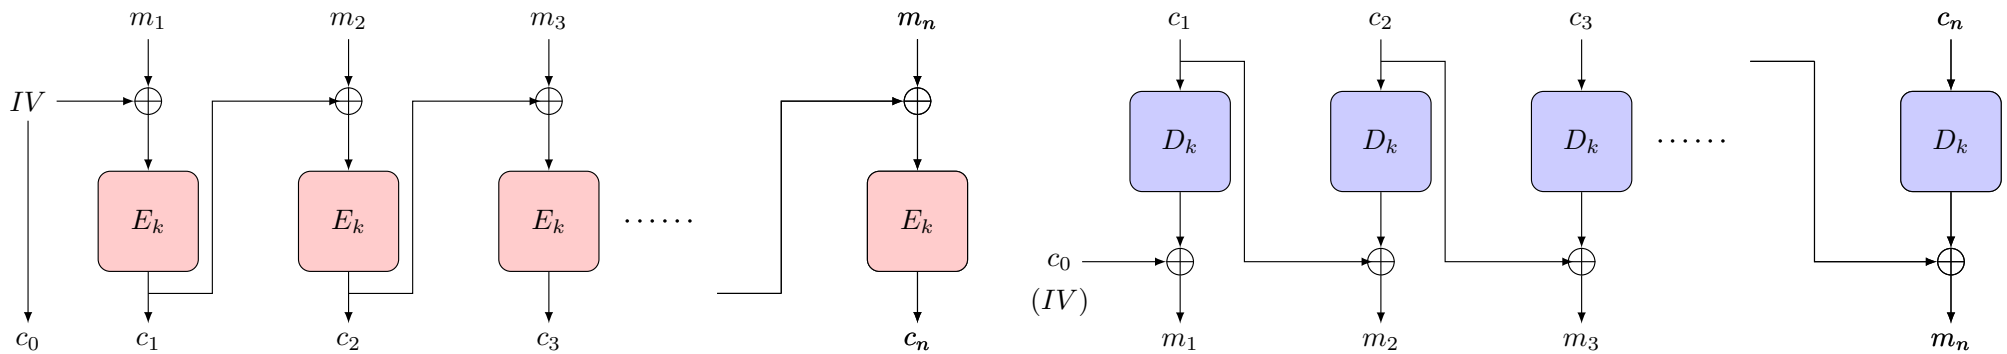 m₁ m₂ m₃ mₙ
IV
Eₖ Eₖ Eₖ ...... Eₖ
c₀ c₁ c₂ c₃ cₙ
c₁ c₂ c₃ cₙ
Dₖ Dₖ Dₖ ...... Dₖ
c₀
(IV)
m₁ m₂ m₃ mₙ